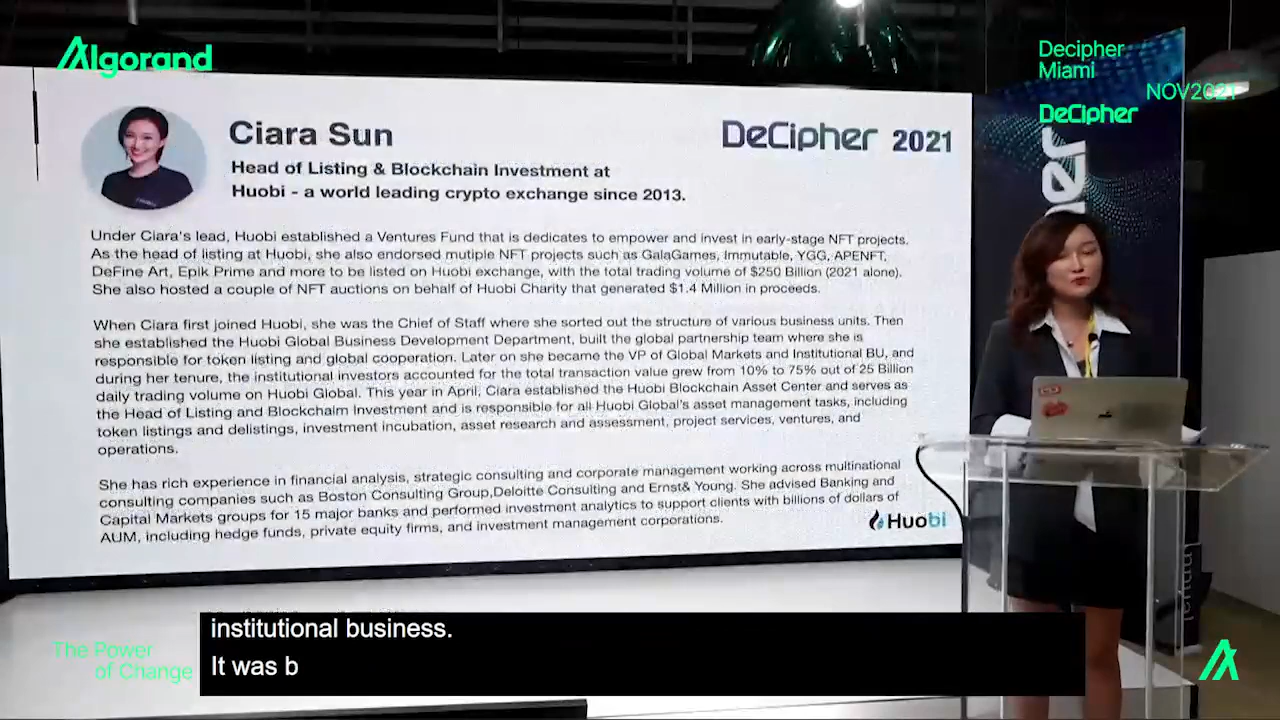 Algorand
Decipher
Miami
NOV2021
DeCipher
Ciara Sun
DeCipher 2021
Head of Listing & Blockchain Investment at
Huobi - a world leading crypto exchange since 2013.
Under Ciara's lead, Huobi established a Ventures Fund that is dedicates to empower and invest in early-stage NFT projects.
As the head of listing at Huobi, she also endorsed mutiple NFT projects such as GalaGames, Immutable, YGG, APENFT,
DeFine Art, Epik Prime and more to be listed on Huobi exchange, with the total trading volume of $250 Billion (2021 alone).
She also hosted a couple of NFT auctions on behalf of Huobi Charity that generated $1.4 Million in proceeds.
When Ciara first joined Huobi, she was the Chief of Staff where she sorted out the structure of various business units. Then
she established the Huobi Global Business Development Department, built the global partnership team where she is
responsible for token listing and global cooperation. Later on she became the VP of Global Markets and Institutional BU, and
during her tenure, the institutional investors accounted for the total transaction value grew from 10% to 75% out of 25 Billion
daily trading volume on Huobi Global. This year in April, Ciara established the Huobi Blockchain Asset Center and serves as
the Head of Listing and Blockchaim Investment and is responsible for all Huobi Global's asset management tasks, including
token listings and delistings, investment incubation, asset research and assessment, project services, ventures, and
operations.
She has rich experience in financial analysis, strategic consulting and corporate management working across multinational
consulting companies such as Boston Consulting Group,Deloitte Consulting and Ernst& Young. She advised Banking and
Capital Markets groups for 15 major banks and performed investment analytics to support clients with billions of dollars of
AUM, including hedge funds, private equity firms, and investment management corporations.
Huobi
institutional business.
It was b
The Power
of Change